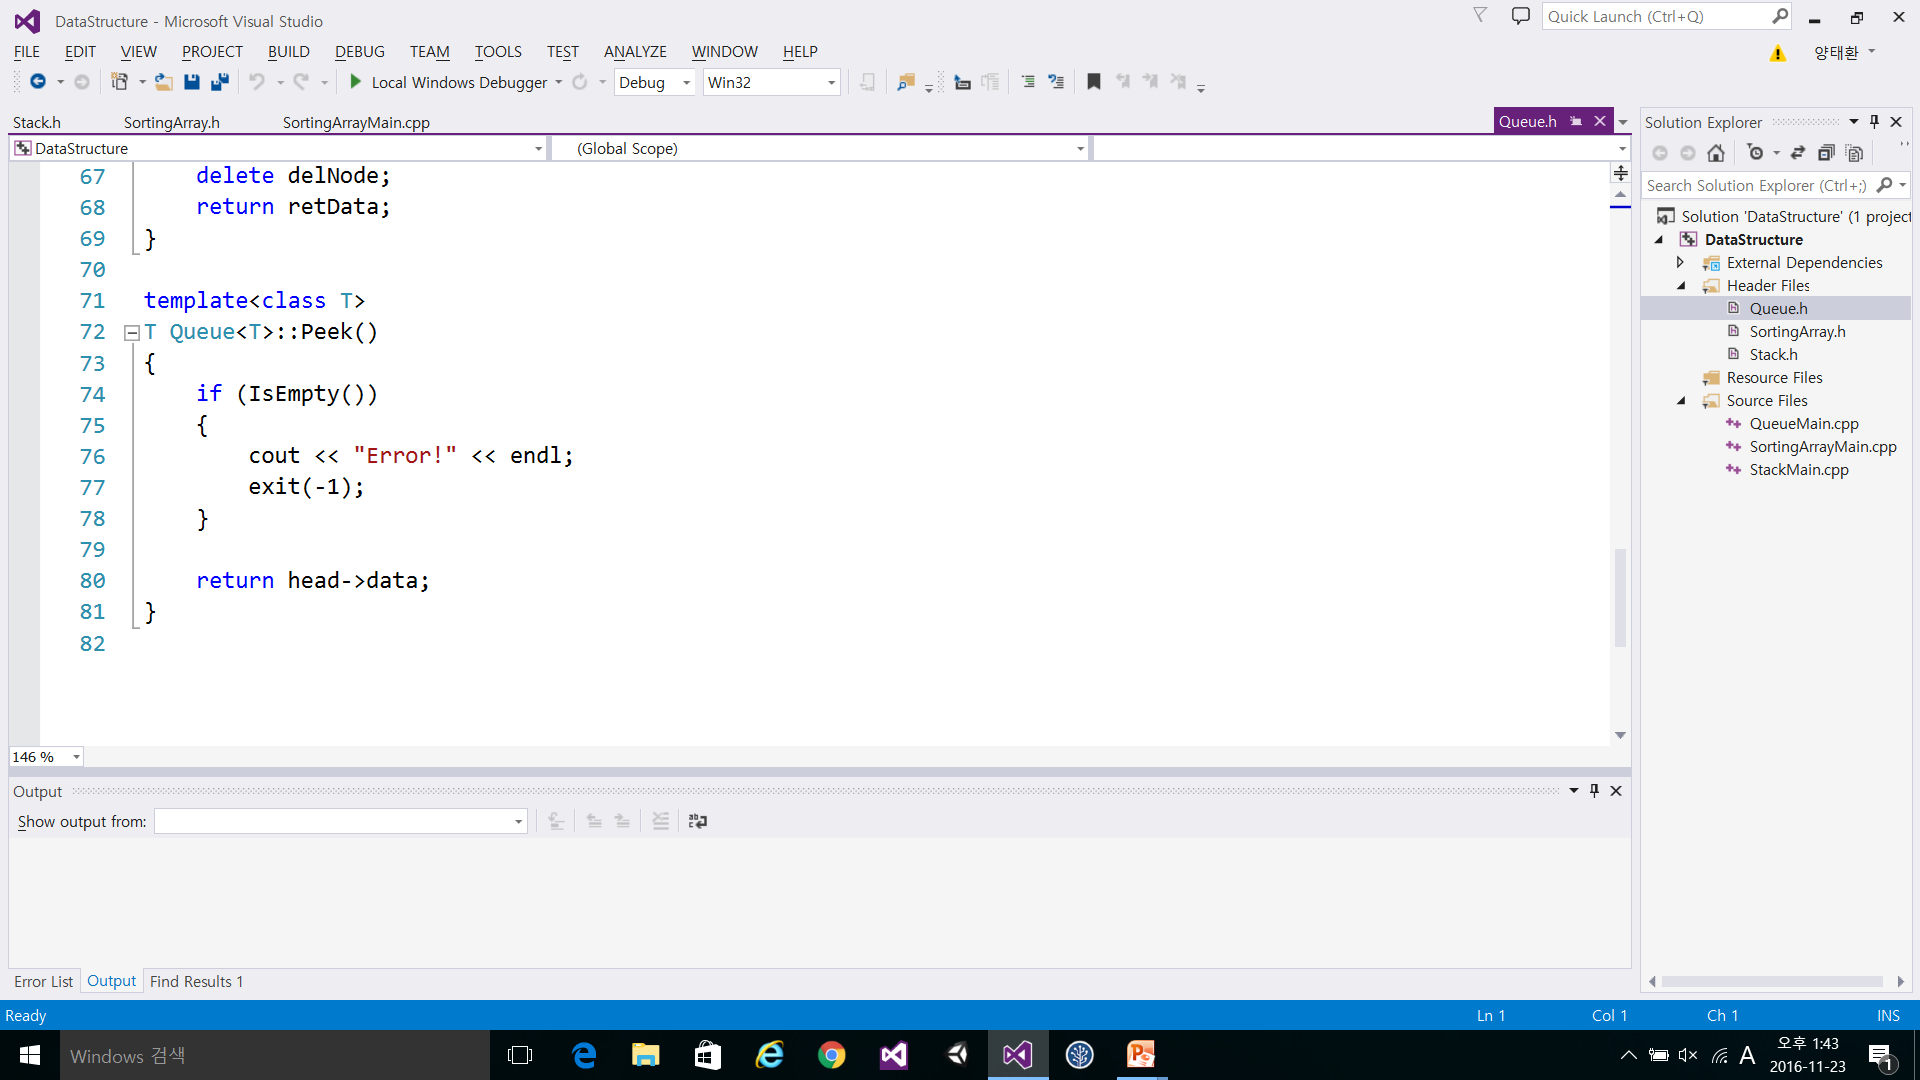 DataStructure - Microsoft Visual Studio
Quick Launch (Ctrl+Q)
FILE EDIT VIEW PROJECT BUILD DEBUG TEAM TOOLS TEST ANALYZE WINDOW HELP
양태환
Local Windows Debugger Debug Win32
Stack.h SortingArray.h SortingArrayMain.cpp Queue.h
DataStructure (Global Scope)
67 delete delNode;
68 return retData;
69 }
70
71 template<class T>
72 T Queue<T>::Peek()
73 {
74 if (IsEmpty())
75 {
76 cout << "Error!" << endl;
77 exit(-1);
78 }
79
80 return head->data;
81 }
82
146 %
Output
Show output from:
Error List Output Find Results 1
Solution Explorer
Search Solution Explorer (Ctrl+;)
Solution 'DataStructure' (1 project
DataStructure
External Dependencies
Header Files
Queue.h
SortingArray.h
Stack.h
Resource Files
Source Files
QueueMain.cpp
SortingArrayMain.cpp
StackMain.cpp
Ready Ln 1 Col 1 Ch 1 INS
Windows 검색
A
오후 1:43
2016-11-23
1